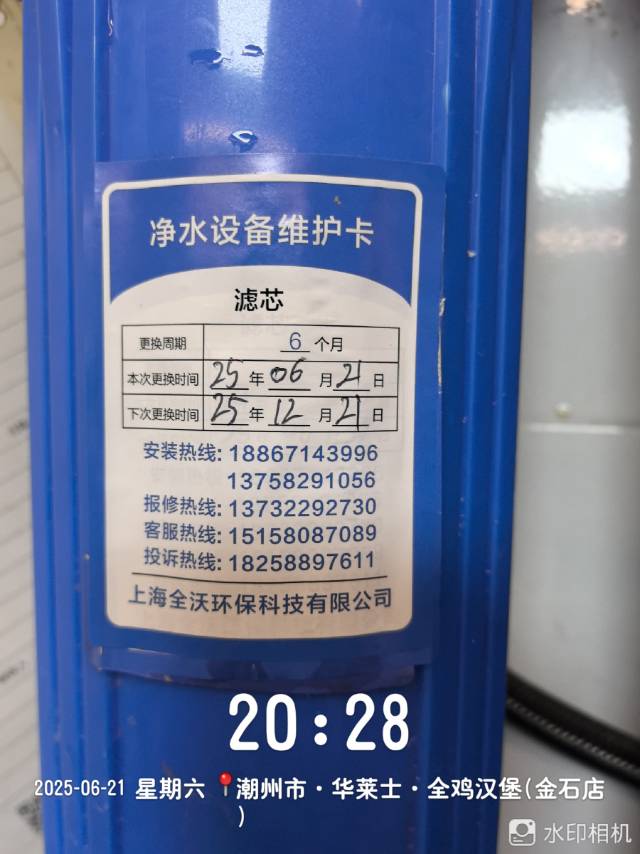 净水设备维护卡
滤芯
更换周期 6 个月
本次更换时间 25 年 06 月 21 日
下次更换时间 25 年 12 月 21 日
安装热线: 18867143996
13758291056
报修热线: 13732292730
客服热线: 15158087089
投诉热线: 18258897611
上海全沃环保科技有限公司
20:28
2025-06-21 星期六 📍潮州市·华莱士·全鸡汉堡(金石店
)
水印相机